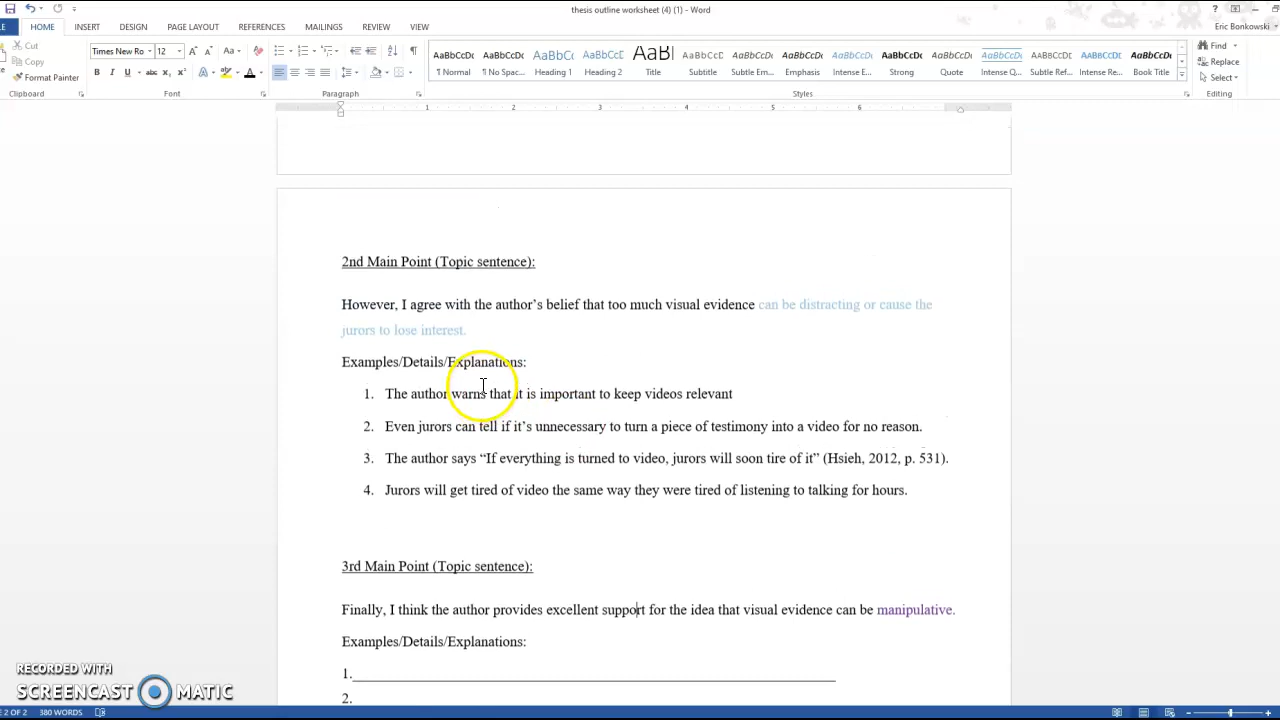 thesis outline worksheet (4) (1) - Word
HOME INSERT DESIGN PAGE LAYOUT REFERENCES MAILINGS REVIEW VIEW
Eric Bonkowski
Cut
Copy
Format Painter
Clipboard
Times New Ro 12
Font
Paragraph
AaBbCcDc AaBbCcDc AaBbCc AaBbCcD AaBl AaBbCcD AaBbCcDc AaBbCcDc AaBbCcDc AaBbCcDc AaBbCcDc AaBbCcDc AaBbCcDc AaBbCcDc AaBbCcDc
¶ Normal ¶ No Spac... Heading 1 Heading 2 Title Subtitle Subtle Em... Emphasis Intense E... Strong Quote Intense Q... Subtle Ref... Intense Re... Book Title
Styles
Find
Replace
Select
Editing
1 2 3 4 5 6
2nd Main Point (Topic sentence):
However, I agree with the author’s belief that too much visual evidence can be distracting or cause the
jurors to lose interest.
Examples/Details/Explanations:
1. The author warns that it is important to keep videos relevant
2. Even jurors can tell if it’s unnecessary to turn a piece of testimony into a video for no reason.
3. The author says “If everything is turned to video, jurors will soon tire of it” (Hsieh, 2012, p. 531).
4. Jurors will get tired of video the same way they were tired of listening to talking for hours.
3rd Main Point (Topic sentence):
Finally, I think the author provides excellent support for the idea that visual evidence can be manipulative.
Examples/Details/Explanations:
1.
2.
RECORDED WITH
SCREENCAST MATIC
E 2 OF 2 380 WORDS